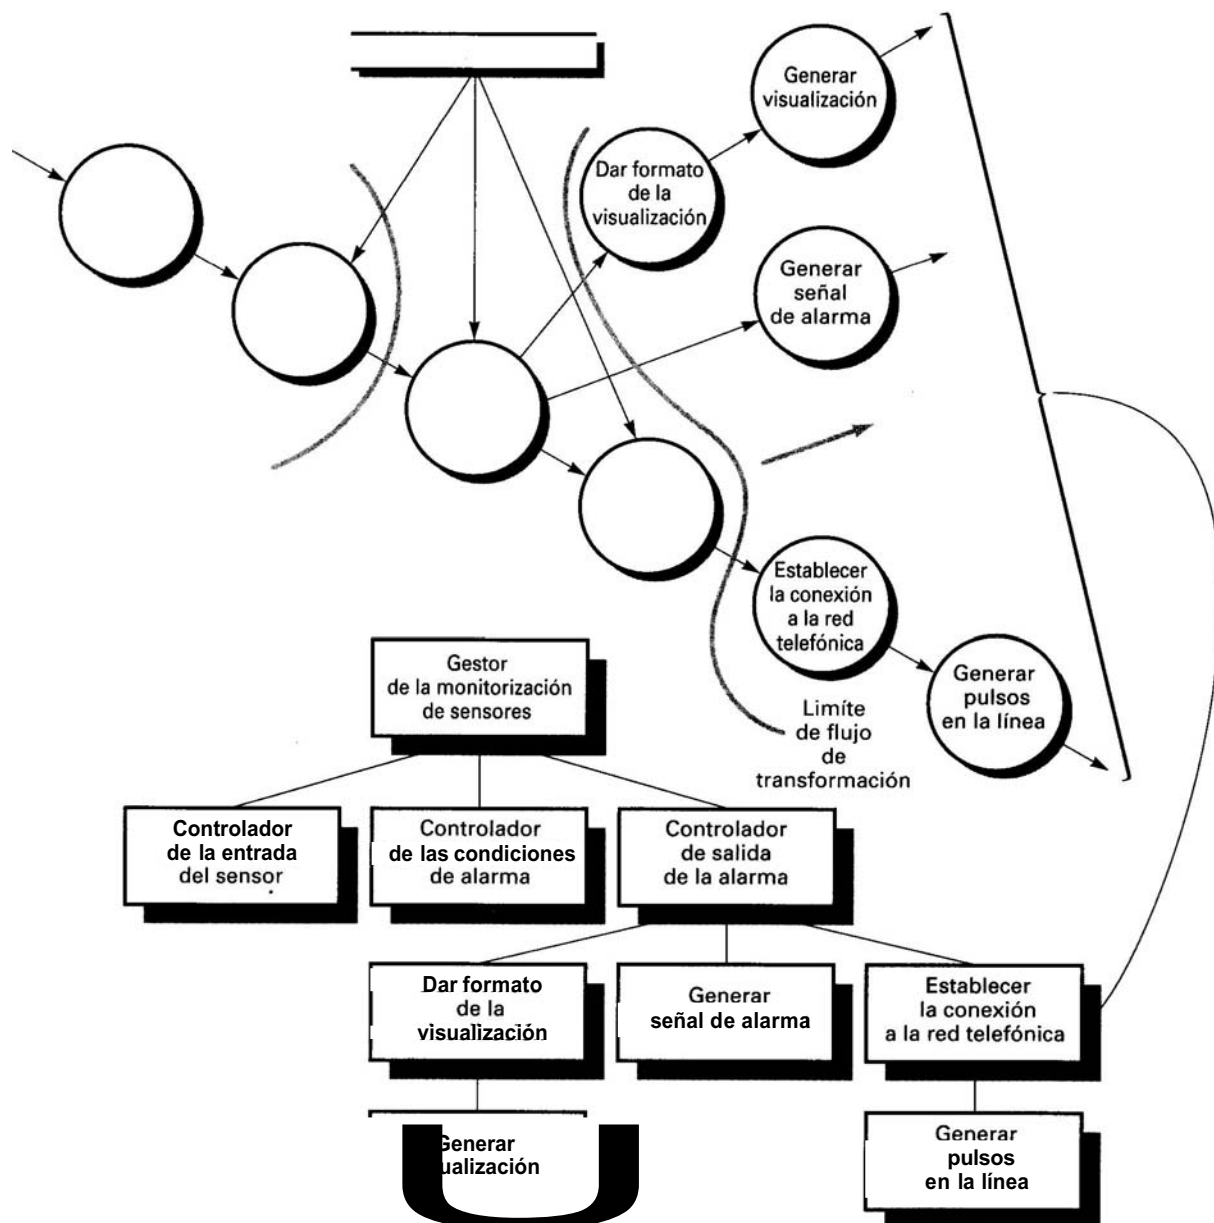 Generar
visualización
Dar formato
de la
visualización
Generar
señal
de alarma
Establecer
la conexión
a la red
telefónica
Generar
pulsos
en la línea
Limíte
de flujo
de
transformación
Gestor
de la monitorización
de sensores
Controlador
de la entrada
del sensor
Controlador
de las condiciones
de alarma
Controlador
de salida
de la alarma
Dar formato
de la
visualización
Generar
señal de alarma
Establecer
la conexión
a la red telefónica
Generar
ualización
Generar
pulsos
en la línea